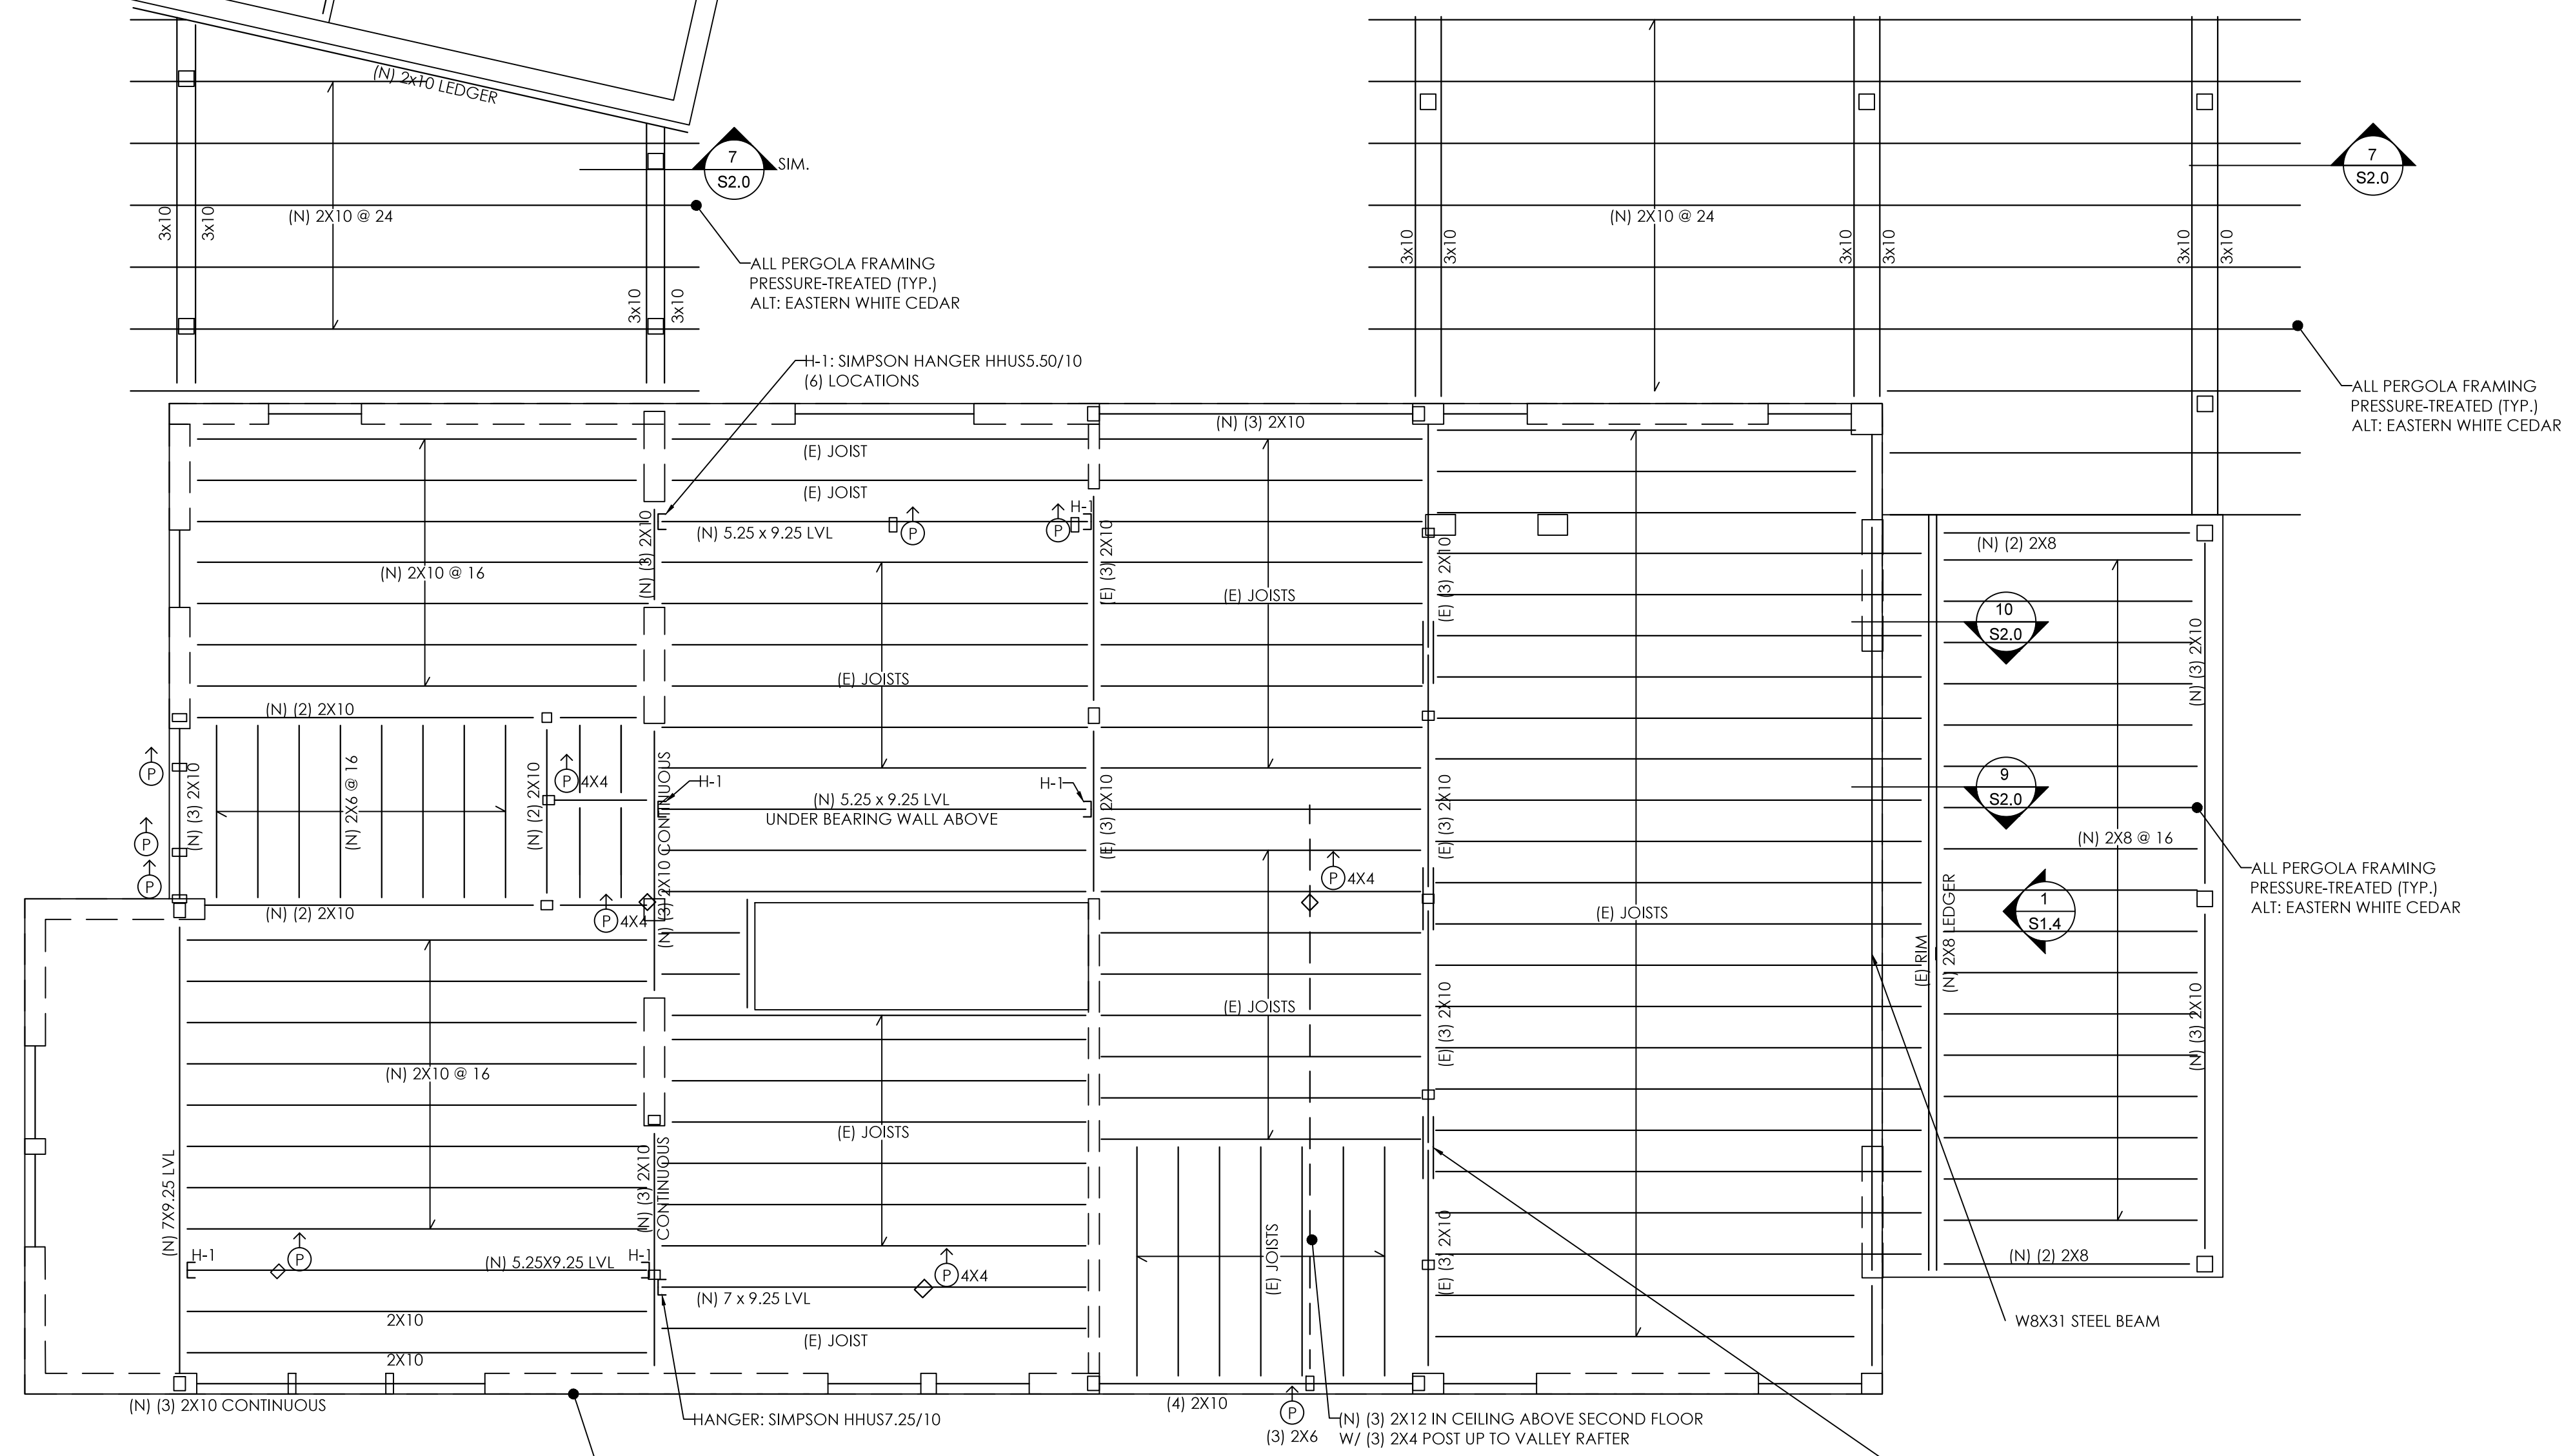 (N) 2x10 LEDGER
7
S2.0
SIM.
7
S2.0
3x10
3x10
(N) 2X10 @ 24
3x10
3x10
(N) 2X10 @ 24
3x10
3x10
3x10
3x10
3x10
3x10
ALL PERGOLA FRAMING
PRESSURE-TREATED (TYP.)
ALT: EASTERN WHITE CEDAR
H-1: SIMPSON HANGER HHUS5.50/10
(6) LOCATIONS
ALL PERGOLA FRAMING
PRESSURE-TREATED (TYP.)
ALT: EASTERN WHITE CEDAR
(N) (3) 2X10
(E) JOIST
(E) JOIST
H-1
P
P
(N) 5.25 x 9.25 LVL
(N) (3) 2X10
(E) (3) 2X10
(E) (3) 2X10
(N) (2) 2X8
(N) 2X10 @ 16
(E) JOISTS
10
S2.0
(N) (3) 2X10
(E) JOISTS
(N) (2) 2X10
P
(N) (3) 2X10
(N) 2X6 @ 16
(N) (2) 2X10
P
4X4
H-1
H-1
(N) 5.25 x 9.25 LVL
UNDER BEARING WALL ABOVE
(N) (3) 2X10 CONTINUOUS
(E) (3) 2X10
(E) (3) 2X10
9
S2.0
(N) 2X8 @ 16
P
P
P
4X4
ALL PERGOLA FRAMING
PRESSURE-TREATED (TYP.)
ALT: EASTERN WHITE CEDAR
(N) (2) 2X10
P
4X4
(E) JOISTS
1
S1.4
(E) RIM
(N) 2X8 LEDGER
(E) JOISTS
(E) (3) 2X10
(N) (3) 2X10
(N) 2X10 @ 16
(E) JOISTS
(N) 7X9.25 LVL
(N) (3) 2X10
CONTINUOUS
H-1
P
(N) 5.25X9.25 LVL
H-1
P
4X4
(N) 7 x 9.25 LVL
(E) JOISTS
(E) (3) 2X10
(N) (2) 2X8
2X10
(E) JOIST
W8X31 STEEL BEAM
2X10
(N) (3) 2X10 CONTINUOUS
HANGER: SIMPSON HHUS7.25/10
(4) 2X10
P
(3) 2X6
(N) (3) 2X12 IN CEILING ABOVE SECOND FLOOR
W/ (3) 2X4 POST UP TO VALLEY RAFTER